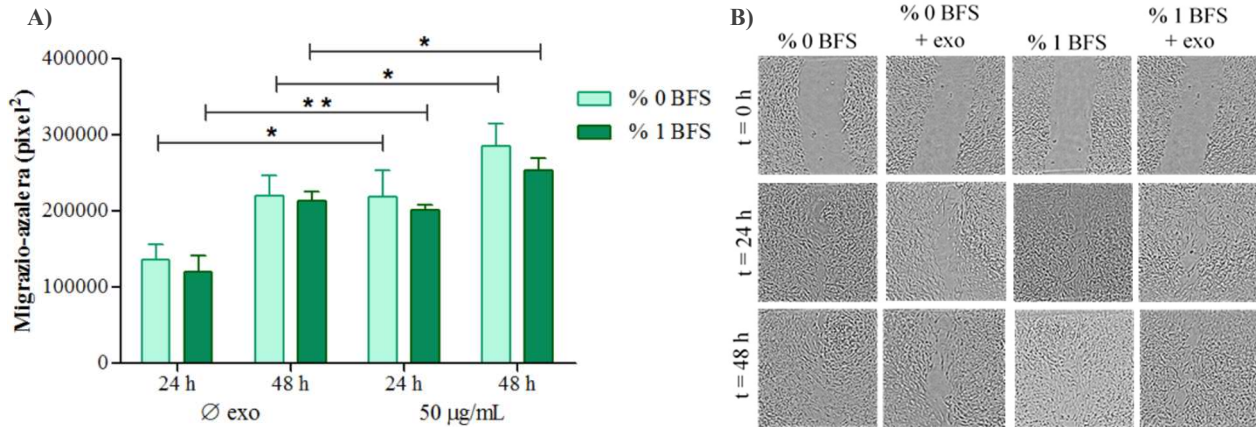 A)
Migrazio-azalera (pixel²)
400000
300000
200000
100000
0
*
*
* *
*
% 0 BFS
% 1 BFS
24 h 48 h 24 h 48 h
∅ exo 50 µg/mL
B)
% 0 BFS
% 0 BFS
+ exo
% 1 BFS
% 1 BFS
+ exo
t = 0 h
t = 24 h
t = 48 h